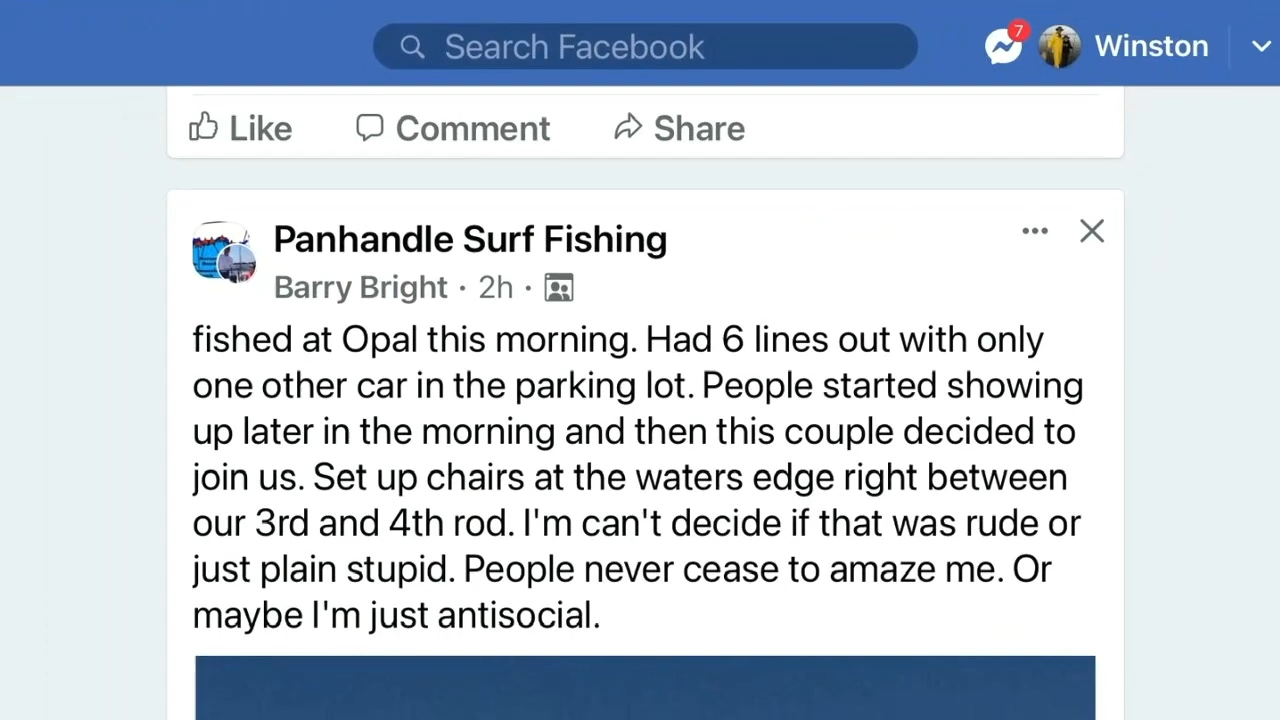 Search Facebook
7
Winston
Like
Comment
Share
Panhandle Surf Fishing
Barry Bright · 2h ·
fished at Opal this morning. Had 6 lines out with only
one other car in the parking lot. People started showing
up later in the morning and then this couple decided to
join us. Set up chairs at the waters edge right between
our 3rd and 4th rod. I'm can't decide if that was rude or
just plain stupid. People never cease to amaze me. Or
maybe I'm just antisocial.